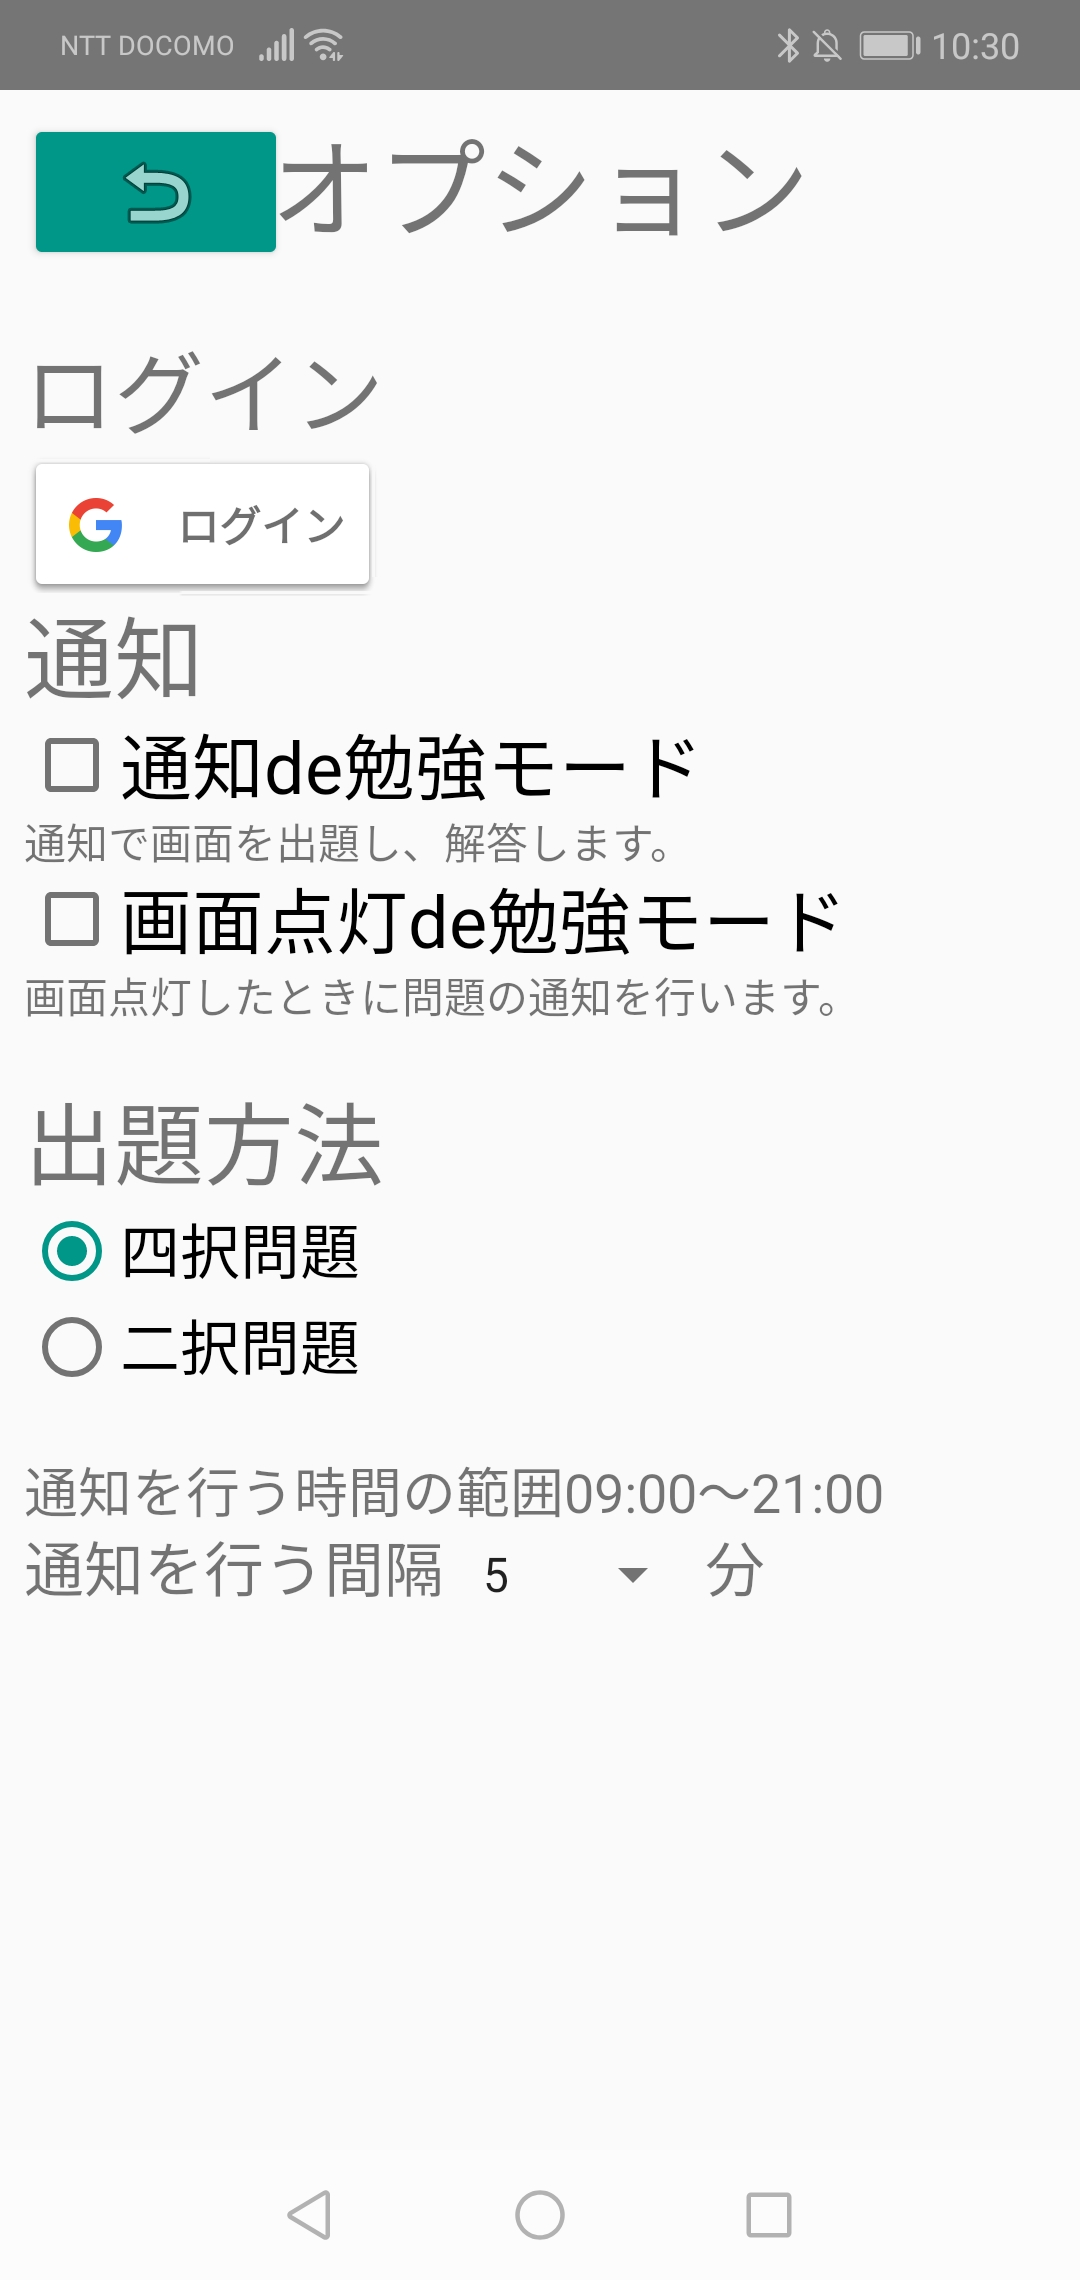 NTT DOCOMO 10:30
オプション
ログイン
ログイン
通知
通知de勉強モード
通知で画面を出題し、解答します。
画面点灯de勉強モード
画面点灯したときに問題の通知を行います。
出題方法
四択問題
二択問題
通知を行う時間の範囲09:00～21:00
通知を行う間隔 5 分